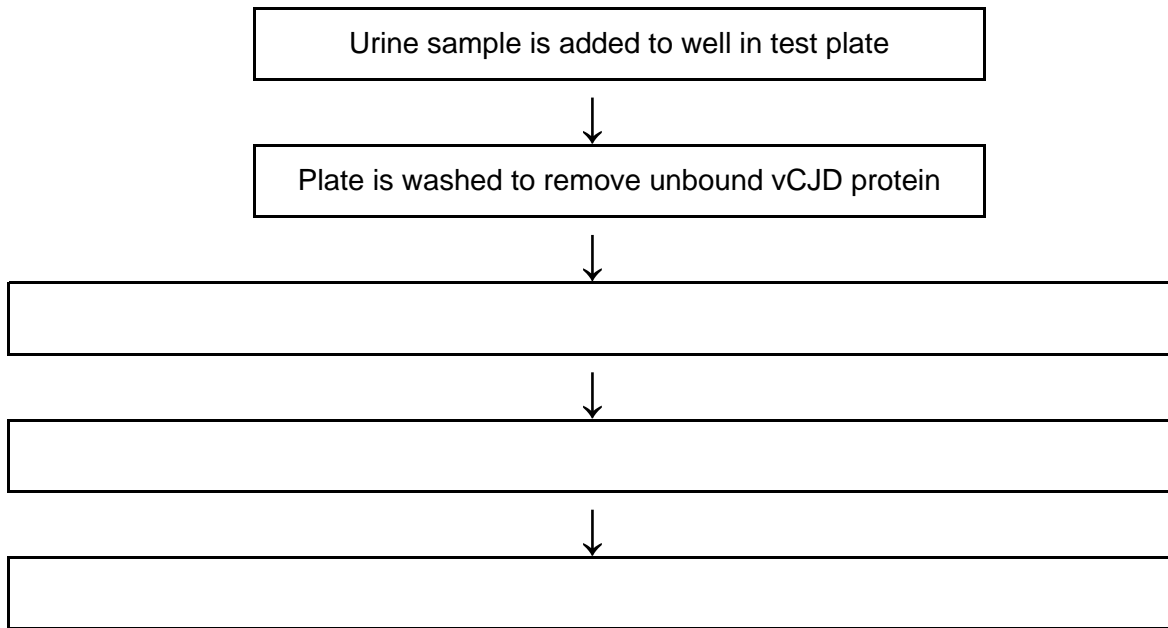 Urine sample is added to well in test plate
Plate is washed to remove unbound vCJD protein